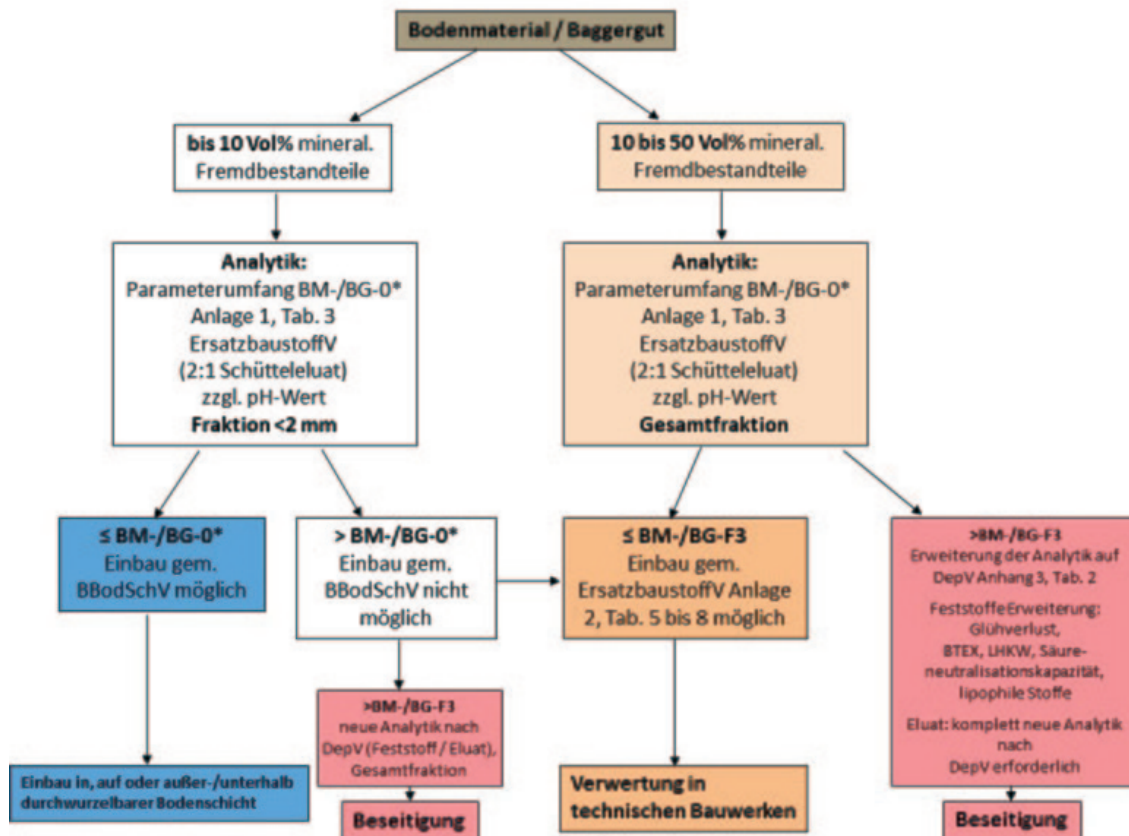 Bodenmaterial / Baggergut
bis 10 Vol% mineral.
Fremdbestandteile
10 bis 50 Vol% mineral.
Fremdbestandteile
Analytik:
Parameterumfang BM-/BG-0*
Anlage 1, Tab. 3
ErsatzbaustoffV
(2:1 Schütteleluat)
zzgl. pH-Wert
Fraktion <2 mm
Analytik:
Parameterumfang BM-/BG-0*
Anlage 1, Tab. 3
ErsatzbaustoffV
(2:1 Schütteleluat)
zzgl. pH-Wert
Gesamtfraktion
≤ BM-/BG-0*
Einbau gem.
BBodSchV möglich
> BM-/BG-0*
Einbau gem.
BBodSchV nicht
möglich
≤ BM-/BG-F3
Einbau gem.
ErsatzbaustoffV Anlage
2, Tab. 5 bis 8 möglich
>BM-/BG-F3
Erweiterung der Analytik auf
DepV Anhang 3, Tab. 2
Feststoffe Erweiterung:
Glühverlust,
BTEX, LHKW, Säure-
neutralisationskapazität,
lipophile Stoffe
Eluat: komplett neue Analytik
nach
DepV erforderlich
>BM-/BG-F3
neue Analytik nach
DepV (Feststoff / Eluat),
Gesamtfraktion
Einbau in, auf oder außer-/unterhalb
durchwurzelbarer Bodenschicht
Beseitigung
Verwertung in
technischen Bauwerken
Beseitigung